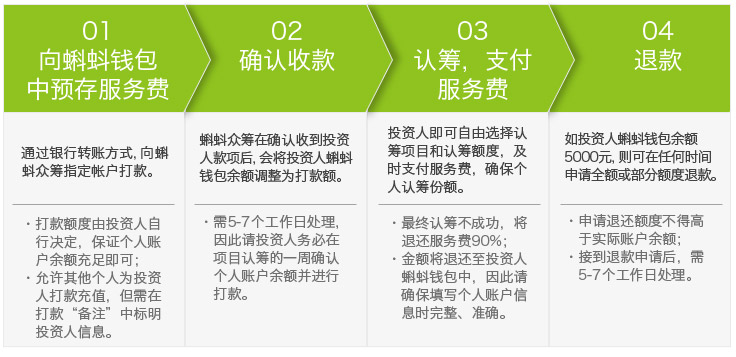 01
向蝌蚪钱包
中预存服务费
通过银行转账方式, 向蝌
蚪众筹指定帐户打款。
· 打款额度由投资人自
行决定，保证个人账
户余额充足即可；
· 允许其他个人为投资
人打款充值，但需在
打款“备注”中标明
投资人信息。
02
确认收款
蝌蚪众筹在确认收到投资
人款项后, 会将投资人蝌蚪
钱包余额调整为打款额。
· 需5-7个工作日处理,
因此请投资人务必在
项目认筹的一周确认
个人账户余额并进行
打款。
03
认筹，支付
服务费
投资人即可自由选择认
筹项目和认筹额度，及
时支付服务费，确保个
人认筹份额。
· 最终认筹不成功，将
退还服务费90%；
· 金额将退还至投资人
蝌蚪钱包中，因此请
确保填写个人账户信
息时完整、准确。
04
退款
如投资人蝌蚪钱包余额
5000元, 则可在任何时间
申请全额或部分额度退款。
· 申请退还额度不得高
于实际账户余额；
· 接到退款申请后，需
5-7个工作日处理。